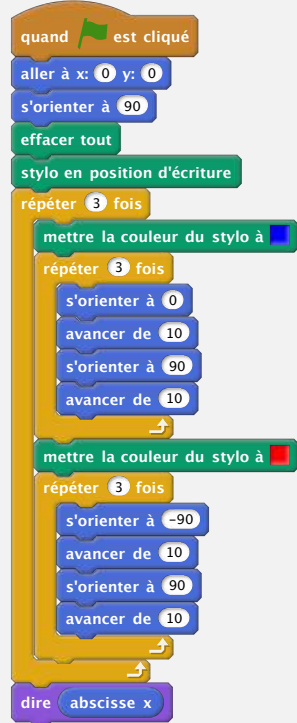 quand est cliqué
aller à x: 0 y: 0
s'orienter à 90
effacer tout
stylo en position d'écriture
répéter 3 fois
mettre la couleur du stylo à
répéter 3 fois
s'orienter à 0
avancer de 10
s'orienter à 90
avancer de 10
mettre la couleur du stylo à
répéter 3 fois
s'orienter à -90
avancer de 10
s'orienter à 90
avancer de 10
dire abscisse x